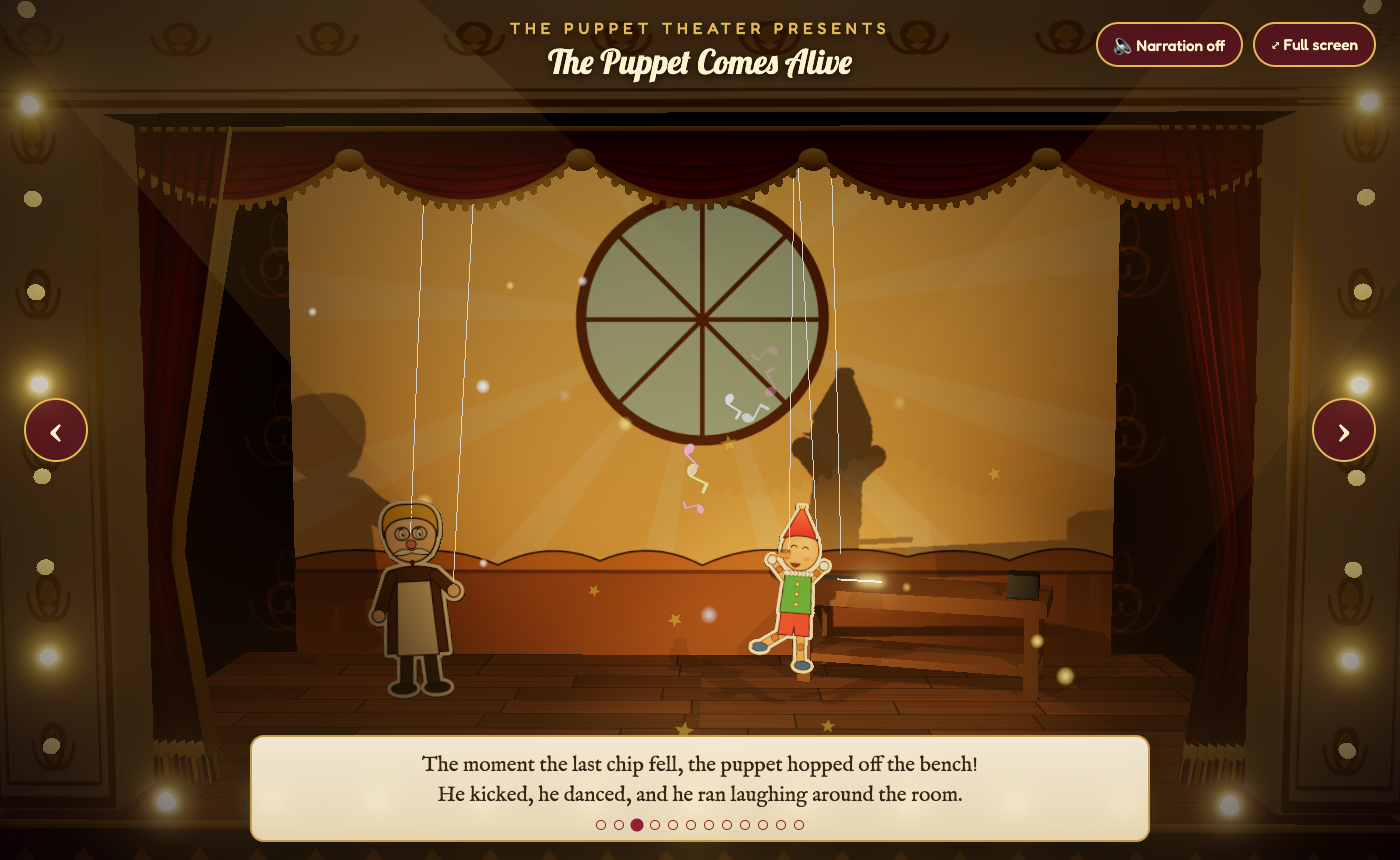 THE PUPPET THEATER PRESENTS
The Puppet Comes Alive
Narration off
Full screen
The moment the last chip fell, the puppet hopped off the bench!
He kicked, he danced, and he ran laughing around the room.